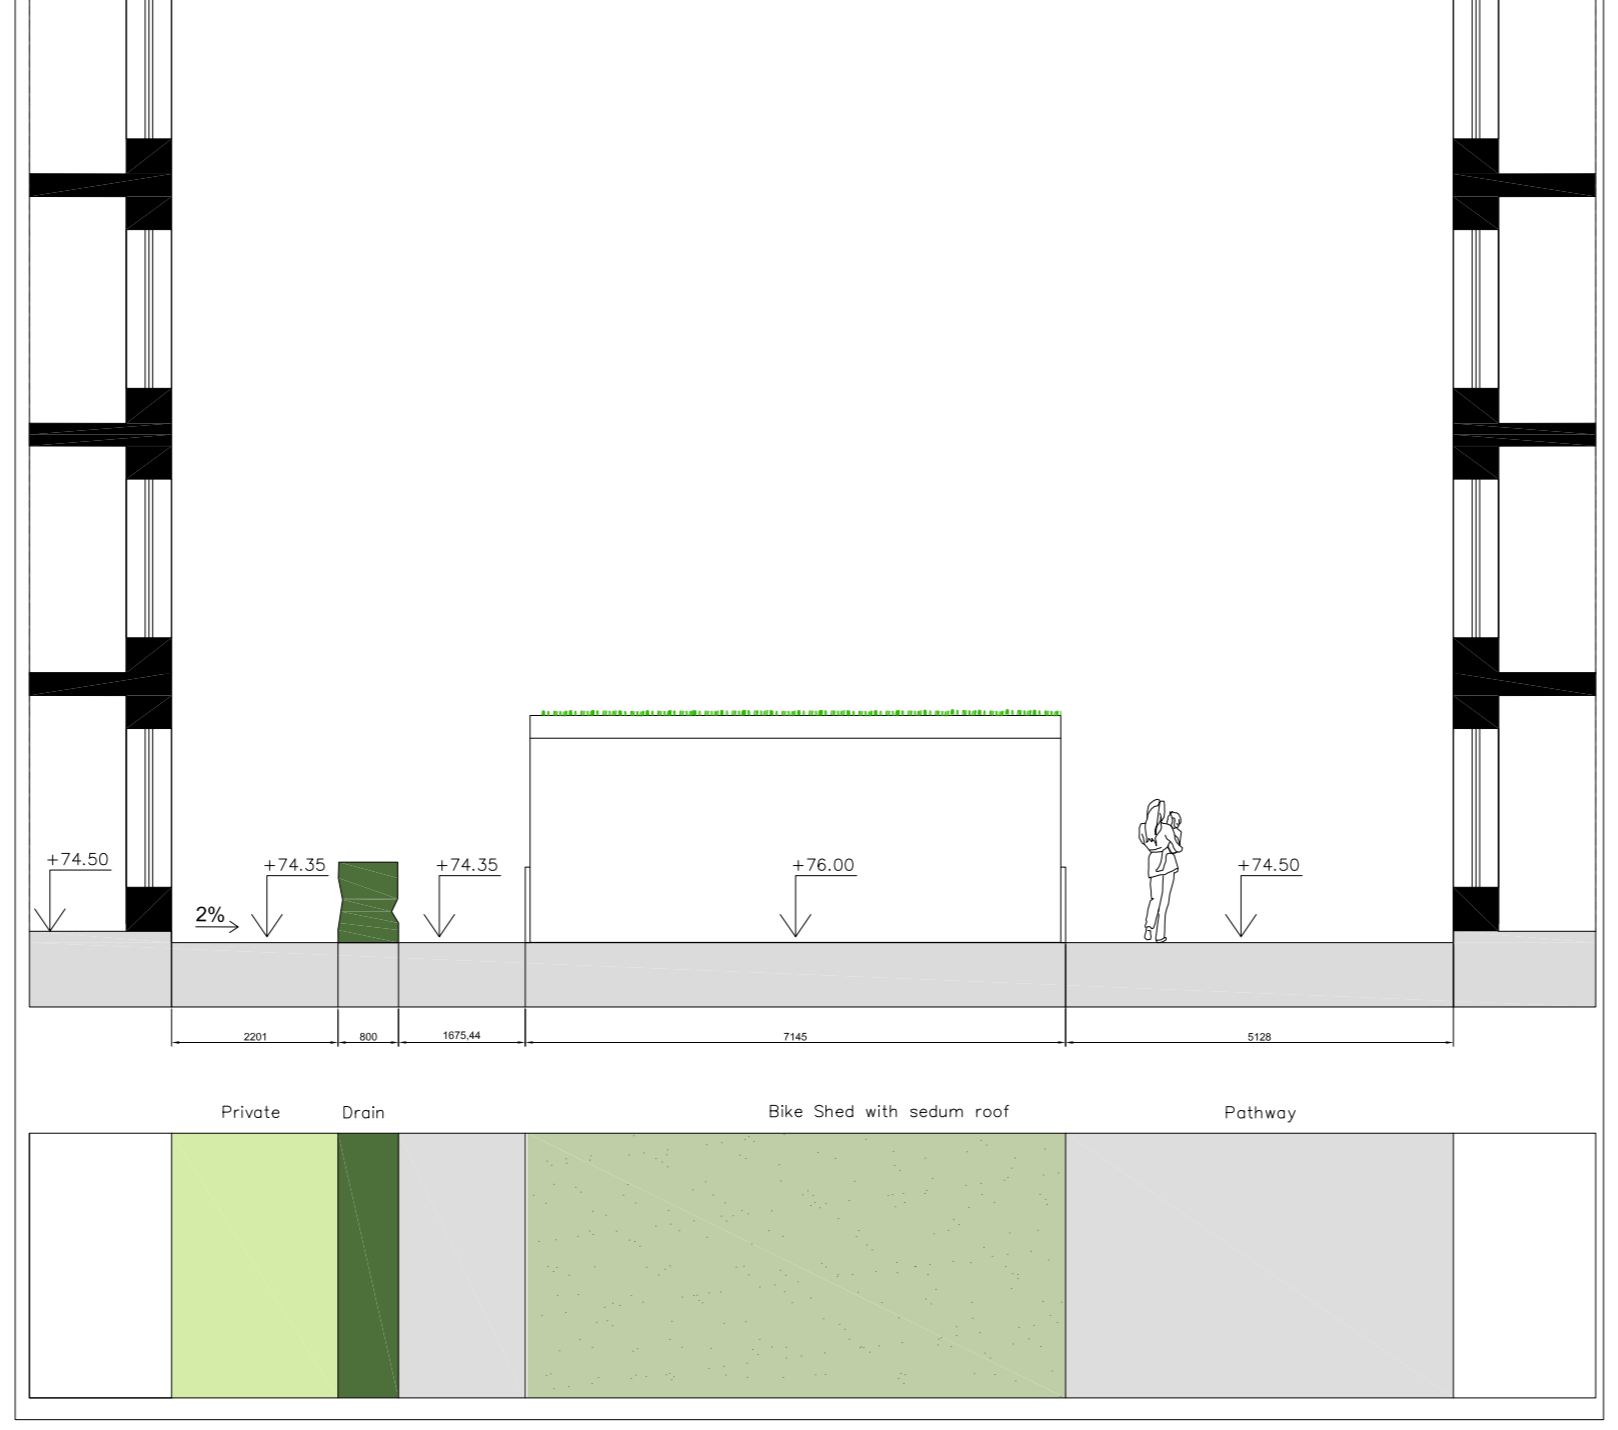 +74.50
+74.35
+74.35
+76.00
+74.50
2%
2201
800
1675,44
7145
5128
Private
Drain
Bike Shed with sedum roof
Pathway